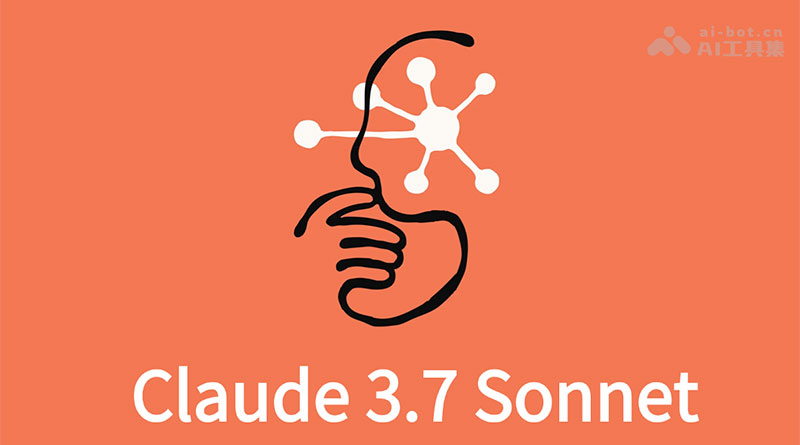 ai-bot.cn
AI工具集
Claude 3.7 Sonnet